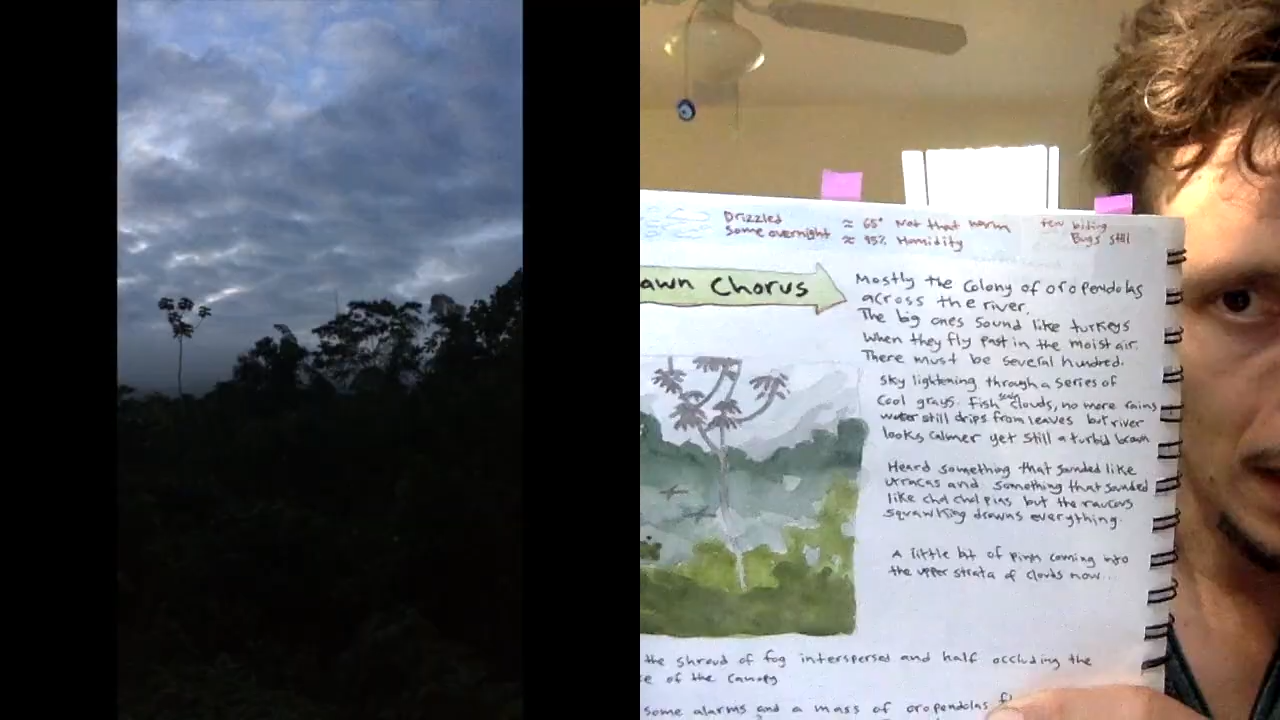 Drizzled
some overnight
≈ 65° Not that warm
≈ 95% Humidity
few biting
Bugs still
awn Chorus
Mostly the colony of oropendolas
across the river.
The big ones sound like turkeys
when they fly past in the moist air.
There must be several hundred.
Sky lightening through a series of
cool grays. Fish clouds, no more rains
water still drips from leaves but river
looks calmer yet still a turbid brown
Heard something that sounded like
urracas and something that sounded
like chol chol pias but the raucous
squawking drowns everything.
A little bit of pink coming into
the upper strata of clouds now...
the shroud of fog interspersed and half occluding the
of the canopy
some alarms and a mass of oropendolas